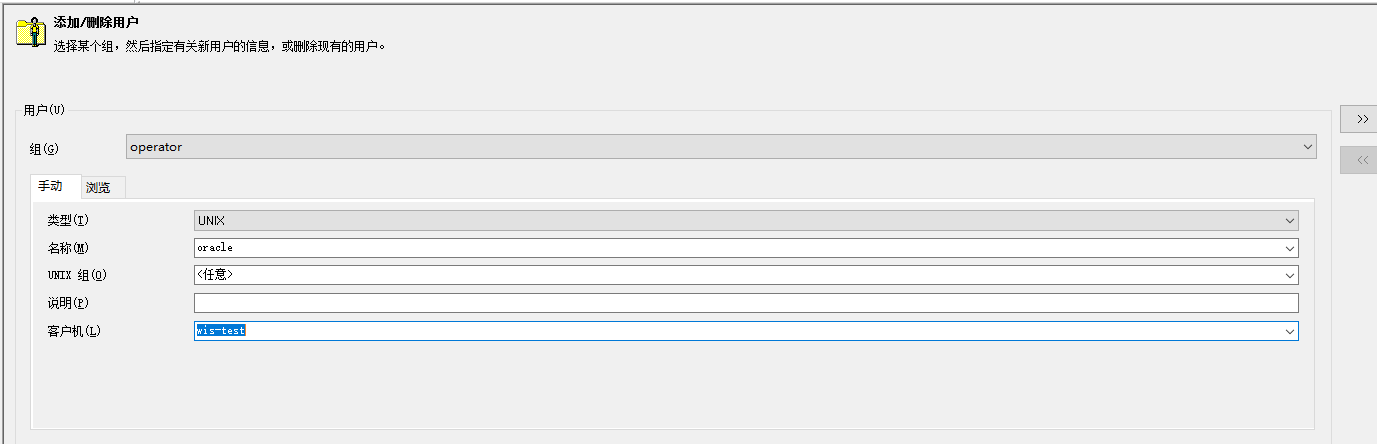 添加/删除用户
选择某个组，然后指定有关新用户的信息，或删除现有的用户。
用户(U)
>>
组(G) operator
<<
手动 浏览
类型(T) UNIX
名称(M) oracle
UNIX 组(O) <任意>
说明(P)
客户机(L) wis-test